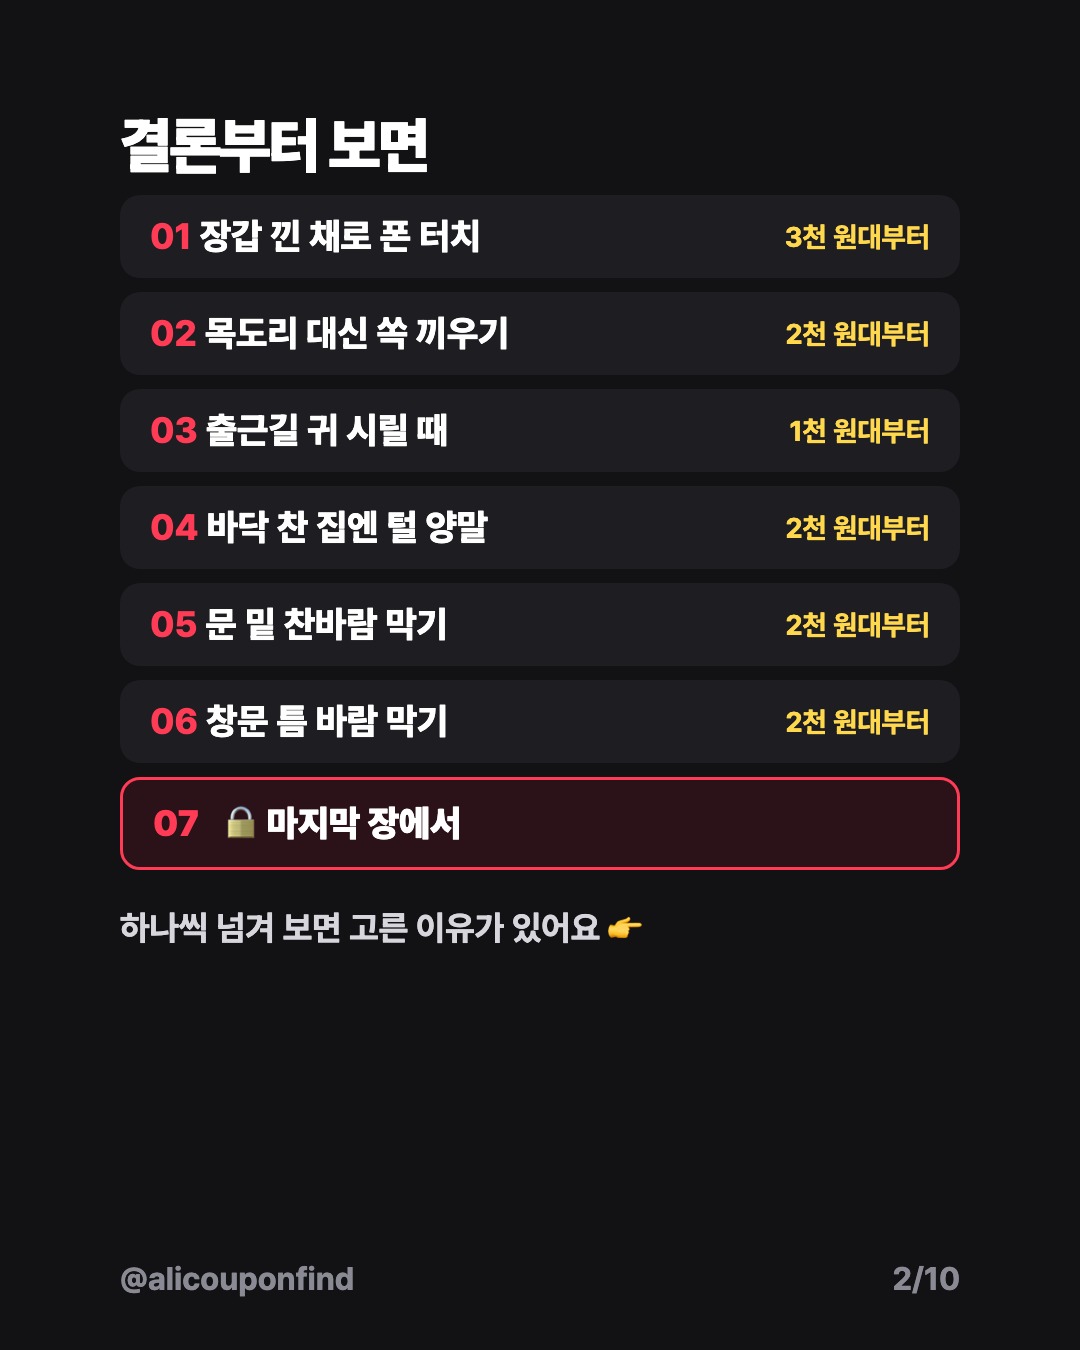 결론부터 보면
01 장갑 낀 채로 폰 터치 3천 원대부터
02 목도리 대신 쏙 끼우기 2천 원대부터
03 출근길 귀 시릴 때 1천 원대부터
04 바닥 찬 집엔 털 양말 2천 원대부터
05 문 밑 찬바람 막기 2천 원대부터
06 창문 틈 바람 막기 2천 원대부터
07 🔒 마지막 장에서
하나씩 넘겨 보면 고른 이유가 있어요 👉
@alicouponfind 2/10